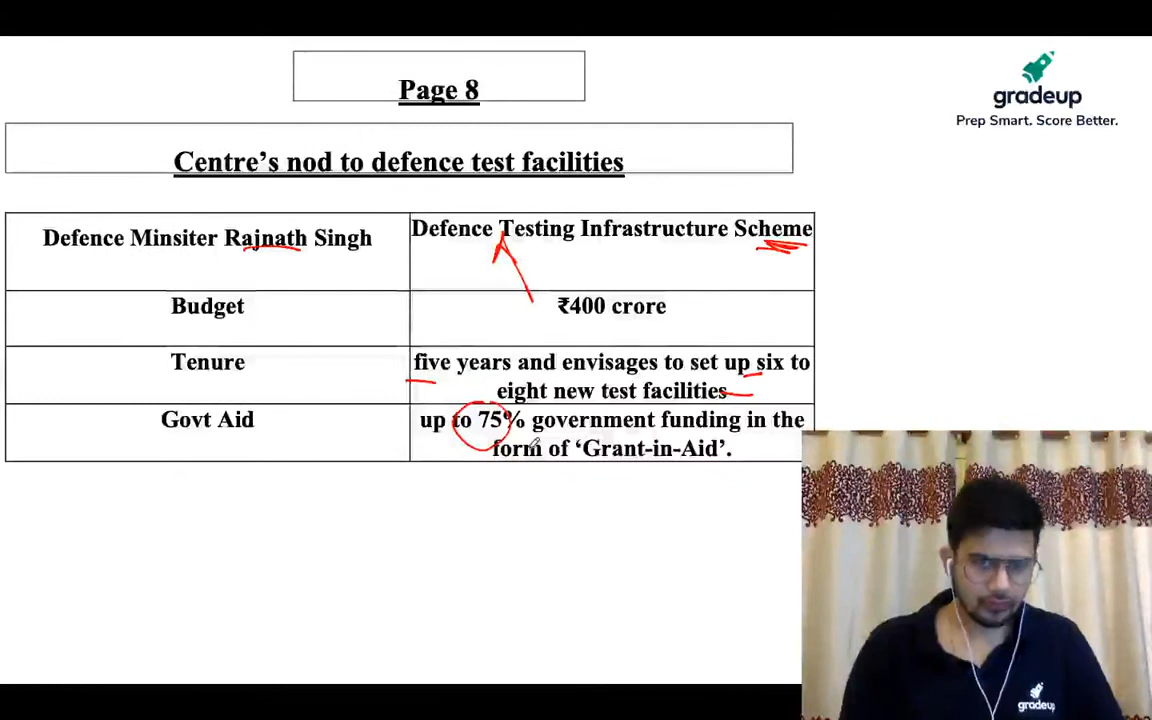 Page 8
gradeup
Prep Smart. Score Better.
Centre's nod to defence test facilities
Defence Minsiter Rajnath Singh
Defence Testing Infrastructure Scheme
Budget
₹400 crore
Tenure
five years and envisages to set up six to
eight new test facilities
Govt Aid
up to 75% government funding in the
form of ‘Grant-in-Aid’.
gradeup